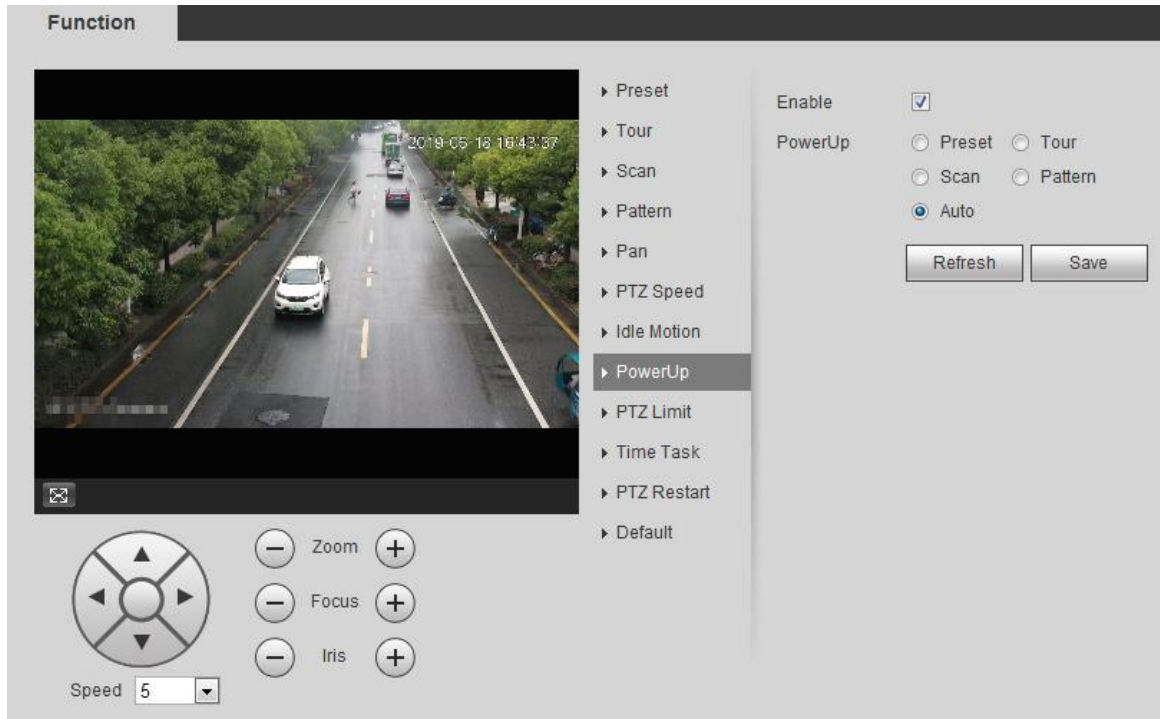 Function
2019-05-18 16:43:37
Zoom
Focus
Iris
Speed 5
Preset
Tour
Scan
Pattern
Pan
PTZ Speed
Idle Motion
PowerUp
PTZ Limit
Time Task
PTZ Restart
Default
Enable
PowerUp Preset Tour
Scan Pattern
Auto
Refresh Save